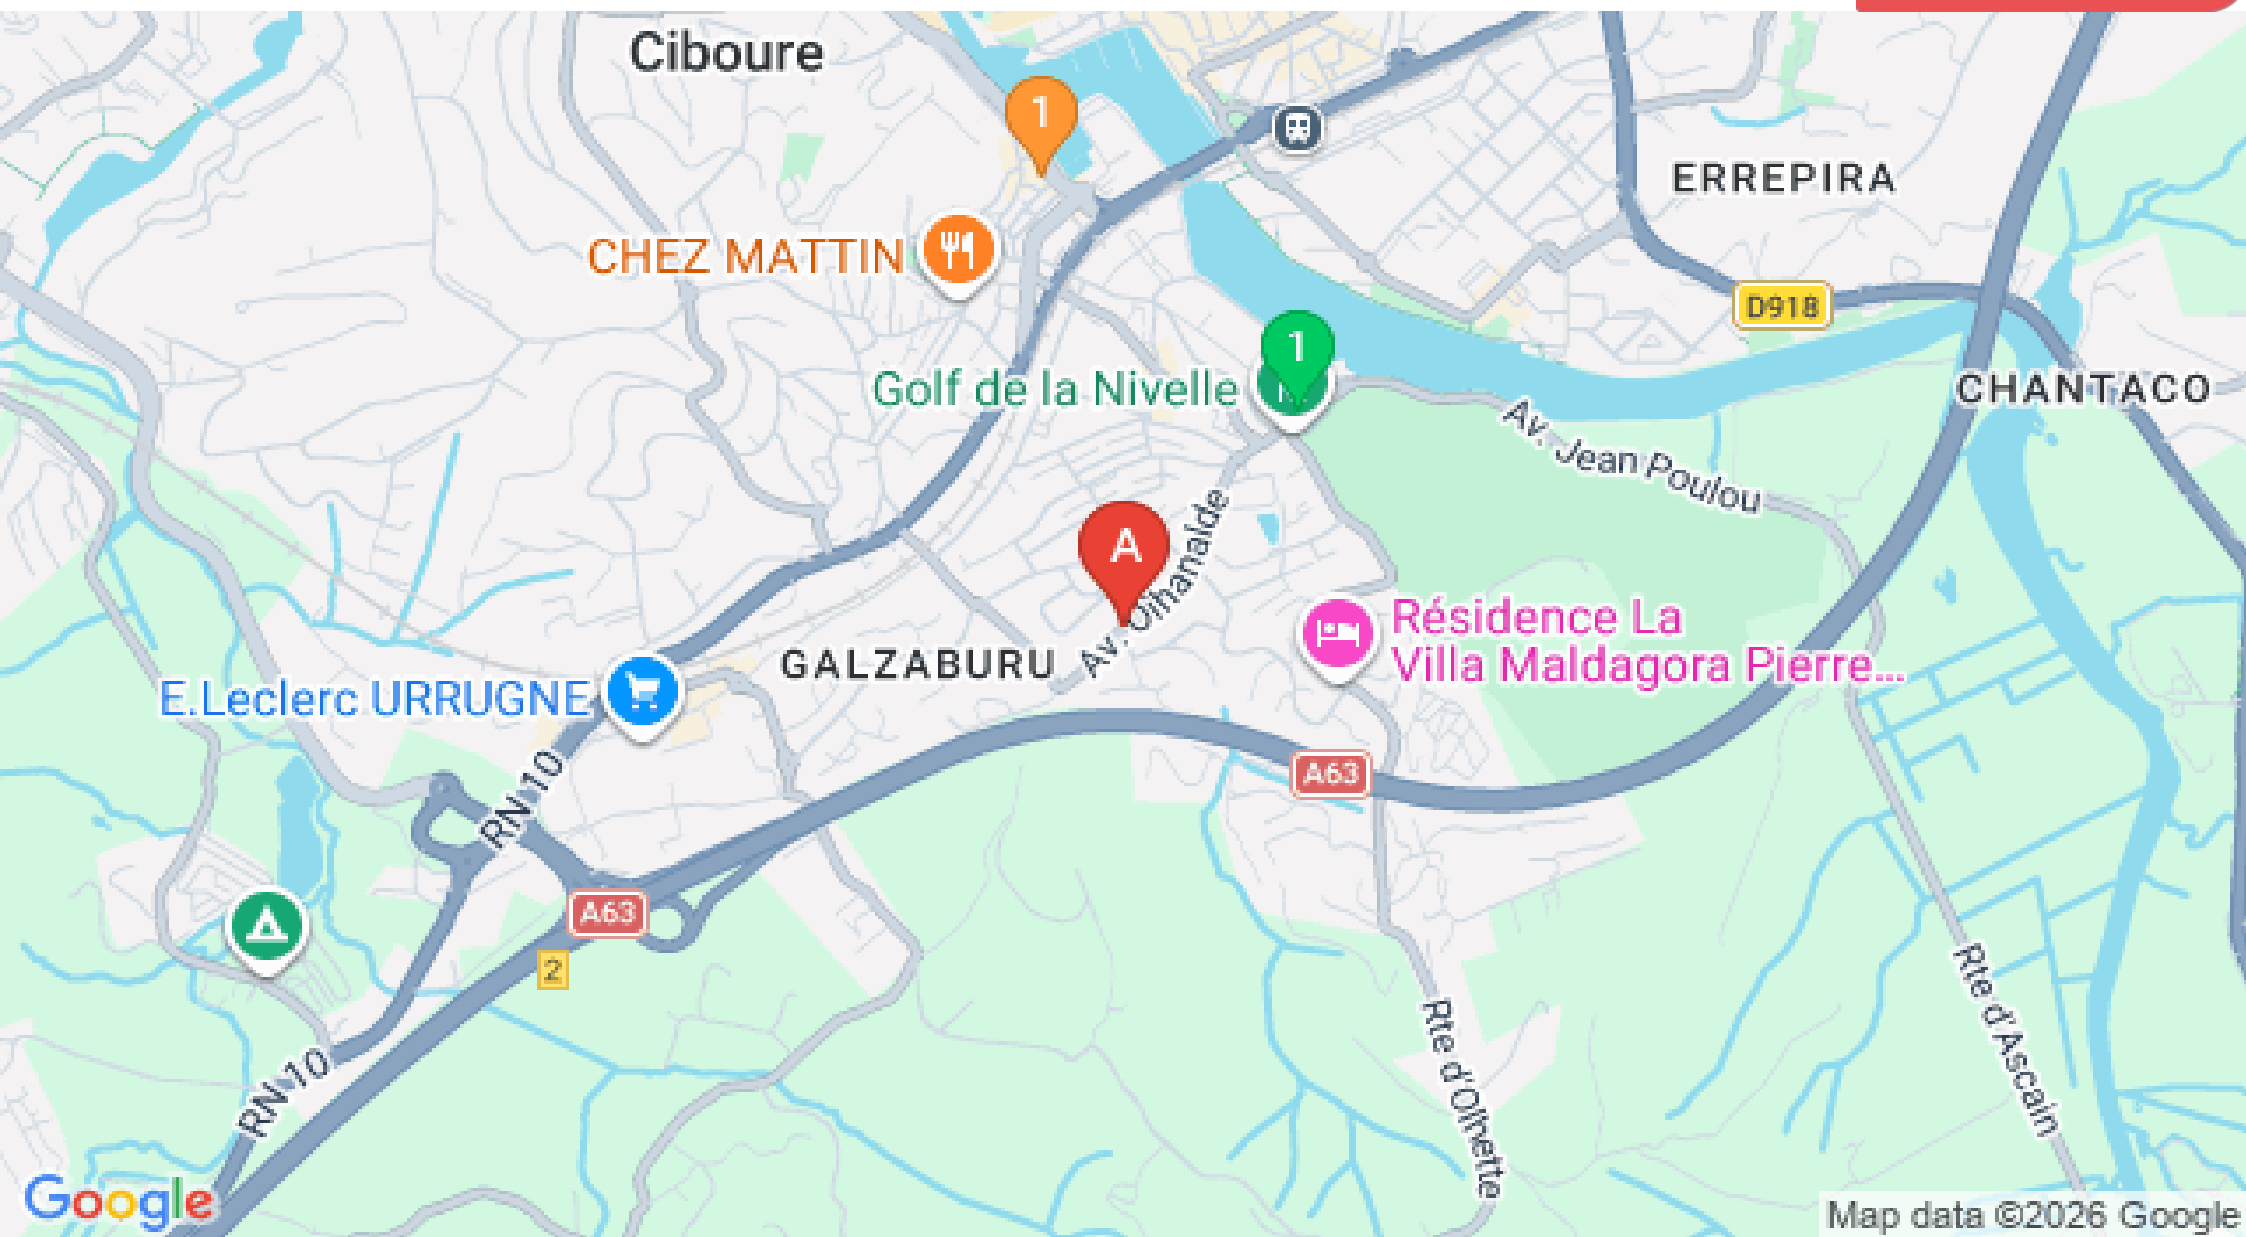 Ciboure
1
ERREPIRA
CHEZ MATTIN
D918
1
Golf de la Nivelle
CHANTACO
Av. Jean Poulou
A
Av. Olhanalde
Résidence La
Villa Maldagora Pierre...
GALZABURU
E.Leclerc URRUGNE
RN 10
A63
A63
2
Rte d'Ascain
Rte d'Olhette
RN 10
Google
Map data ©2026 Google